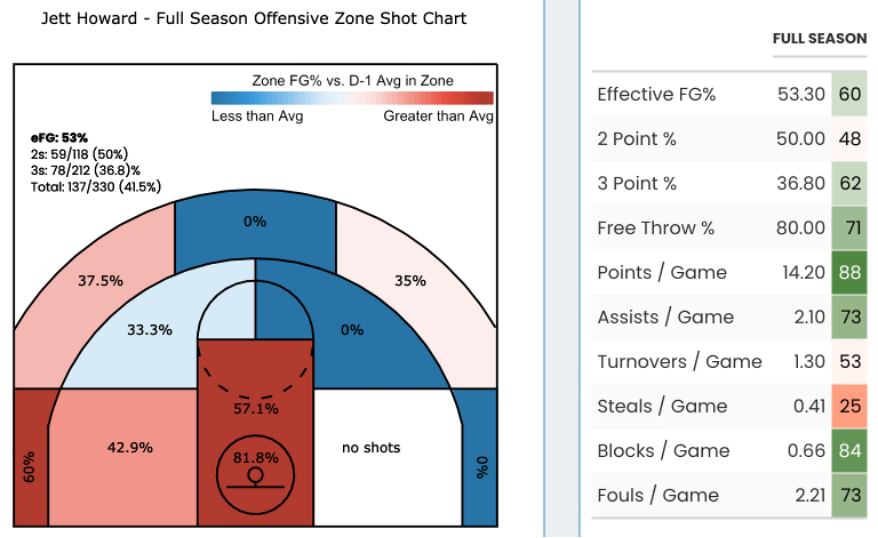 Jett Howard - Full Season Offensive Zone Shot Chart
Zone FG% vs. D-1 Avg in Zone
Less than Avg
Greater than Avg
eFG: 53%
2s: 59/118 (50%)
3s: 78/212 (36.8)%
Total: 137/330 (41.5%)
0%
37.5%
35%
33.3%
0%
57.1%
60%
42.9%
81.8%
no shots
0%
FULL SEASON
Effective FG% 53.30 60
2 Point % 50.00 48
3 Point % 36.80 62
Free Throw % 80.00 71
Points / Game 14.20 88
Assists / Game 2.10 73
Turnovers / Game 1.30 53
Steals / Game 0.41 25
Blocks / Game 0.66 84
Fouls / Game 2.21 73